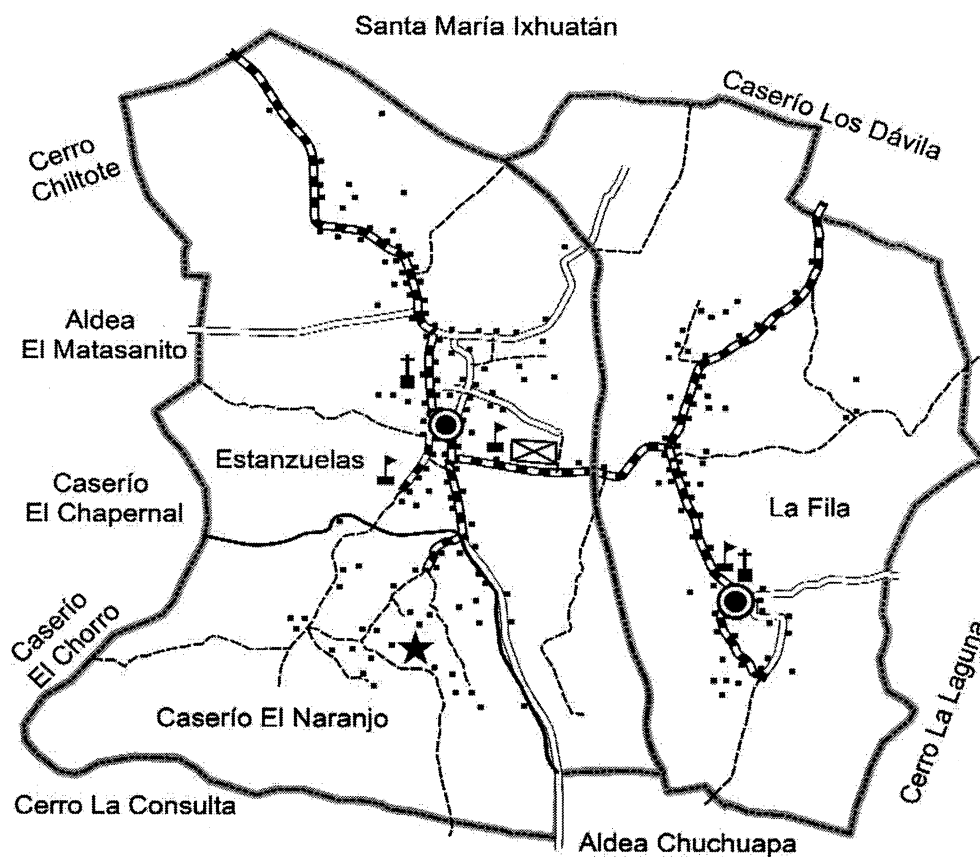 Santa María Ixhuatán
Caserío Los Dávila
Cerro
Chiltote
Aldea
El Matasanito
Estanzuelas
Caserío
El Chapernal
La Fila
Caserío
El Chorro
Caserío El Naranjo
Cerro La Laguna
Cerro La Consulta
Aldea Chuchuapa